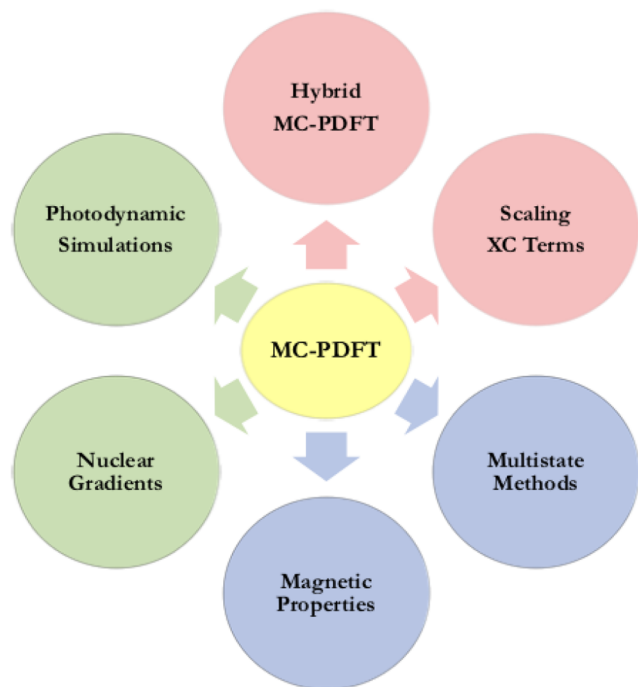 Hybrid
MC-PDFT
Photodynamic
Simulations
Scaling
XC Terms
MC-PDFT
Nuclear
Gradients
Multistate
Methods
Magnetic
Properties